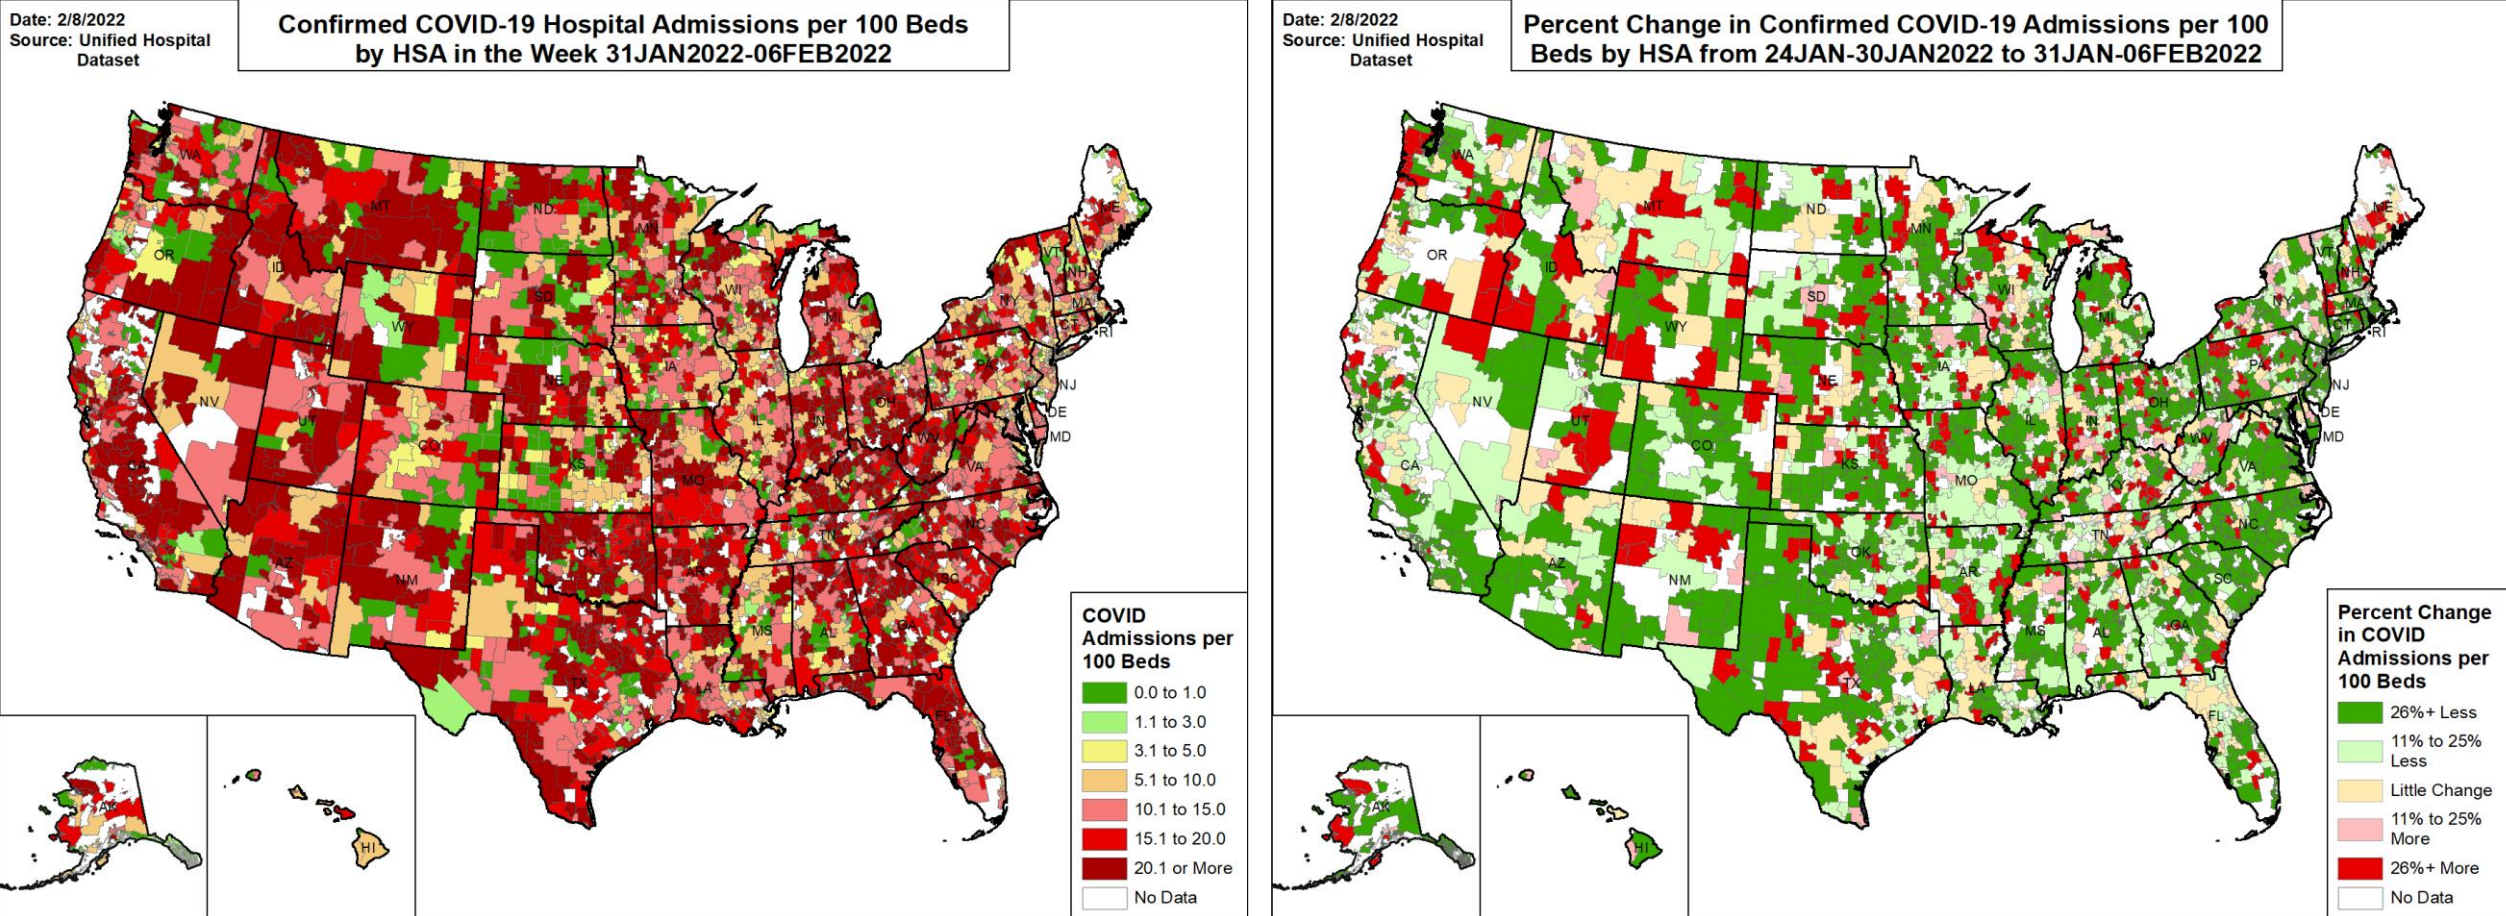 Date: 2/8/2022
Source: Unified Hospital
Dataset
Confirmed COVID-19 Hospital Admissions per 100 Beds
by HSA in the Week 31JAN2022-06FEB2022
WA
MT
ND
MN
ME
OR
ID
SD
WI
MI
NY
VT
NH
MA
CT
RI
WY
NE
IA
PA
NJ
NV
UT
CO
KS
MO
IL
IN
OH
WV
VA
DE
MD
CA
AZ
NM
OK
AR
TN
KY
NC
SC
MS
AL
GA
TX
LA
FL
AK
HI
COVID
Admissions per
100 Beds
0.0 to 1.0
1.1 to 3.0
3.1 to 5.0
5.1 to 10.0
10.1 to 15.0
15.1 to 20.0
20.1 or More
No Data
Date: 2/8/2022
Source: Unified Hospital
Dataset
Percent Change in Confirmed COVID-19 Admissions per 100
Beds by HSA from 24JAN-30JAN2022 to 31JAN-06FEB2022
WA
MT
ND
MN
ME
OR
ID
SD
WI
MI
NY
VT
NH
MA
CT
RI
WY
NE
IA
PA
NJ
NV
UT
CO
KS
MO
IL
IN
OH
WV
VA
DE
MD
CA
AZ
NM
OK
AR
TN
KY
NC
SC
MS
AL
GA
TX
LA
FL
AK
HI
Percent Change
in COVID
Admissions per
100 Beds
26%+ Less
11% to 25%
Less
Little Change
11% to 25%
More
26%+ More
No Data